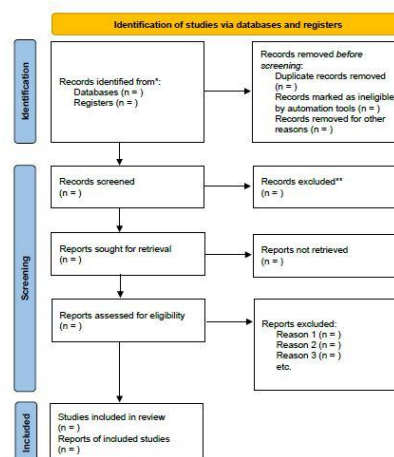 Identification of studies via databases and registers
Identification
Records identified from*:
Databases (n = )
Registers (n = )
Records removed before
screening:
Duplicate records removed
(n = )
Records marked as ineligible
by automation tools (n = )
Records removed for other
reasons (n = )
Screening
Records screened
(n = )
Records excluded**
(n = )
Reports sought for retrieval
(n = )
Reports not retrieved
(n = )
Reports assessed for eligibility
(n = )
Reports excluded:
Reason 1 (n = )
Reason 2 (n = )
Reason 3 (n = )
etc.
Included
Studies included in review
(n = )
Reports of included studies
(n = )